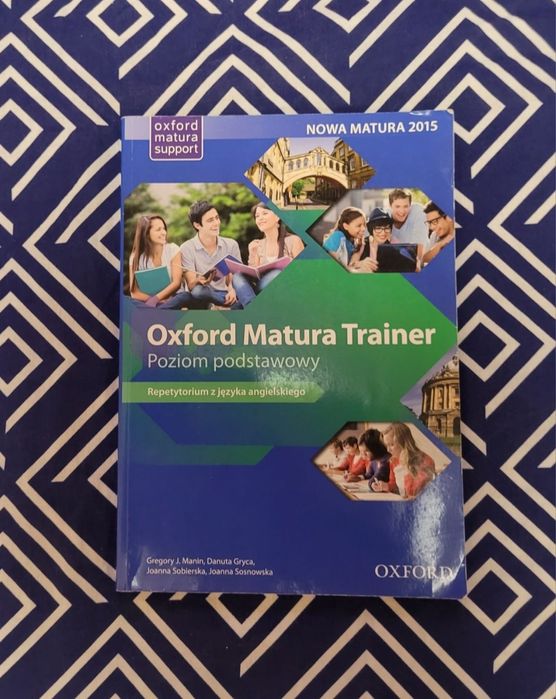 oxford
matura
support
NOWA MATURA 2015
Oxford Matura Trainer
Poziom podstawowy
Repetytorium z języka angielskiego
Gregory J. Manin, Danuta Gryca,
Joanna Sobierska, Joanna Sosnowska
OXFORD